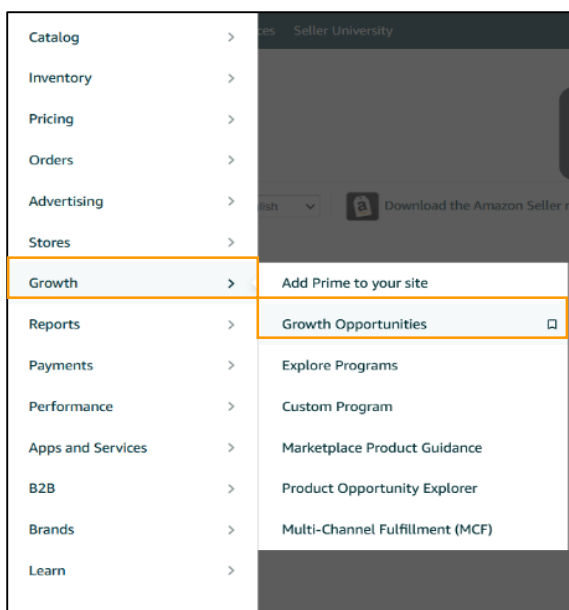 Catalog
ces Seller University
Inventory
Pricing
Orders
Advertising
lish
Download the Amazon Seller
Stores
Growth
Add Prime to your site
Reports
Growth Opportunities
Payments
Explore Programs
Performance
Custom Program
Apps and Services
Marketplace Product Guidance
B2B
Product Opportunity Explorer
Brands
Multi-Channel Fulfillment (MCF)
Learn